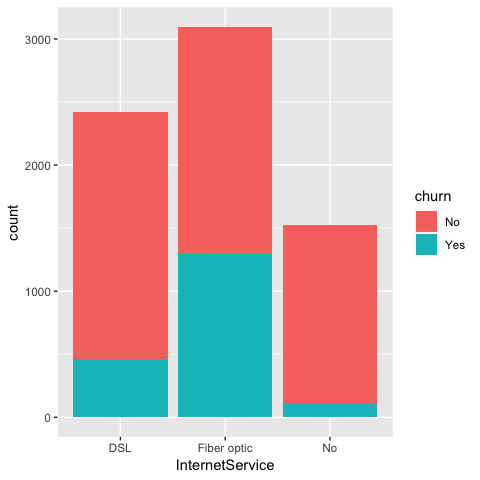 3000
2000
1000
0
count
DSL Fiber optic No
InternetService
churn
No
Yes